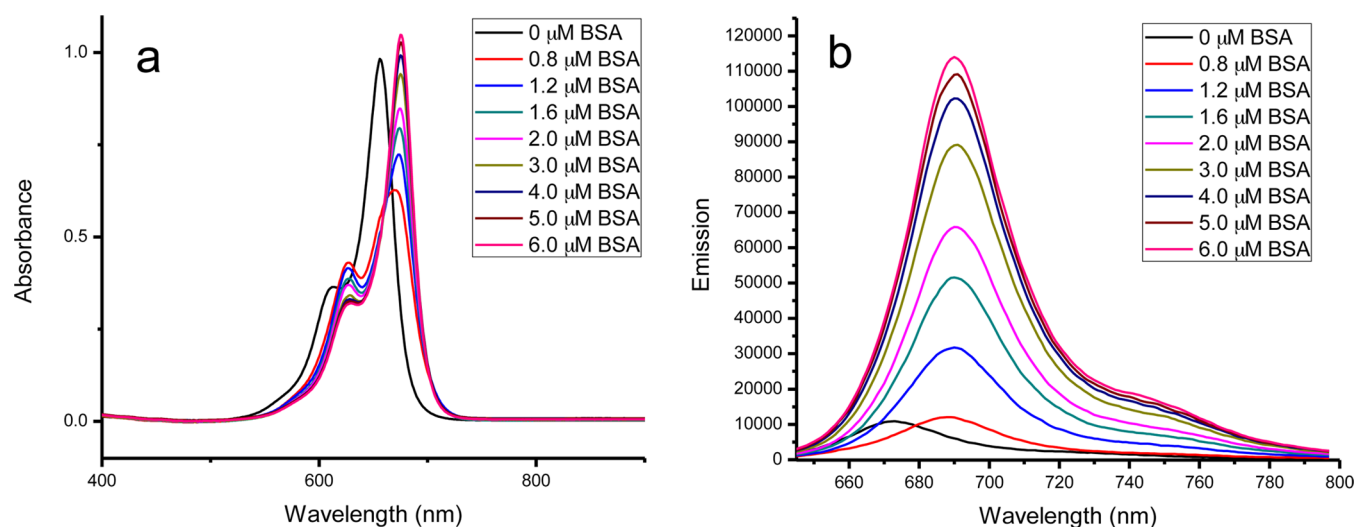 a
0 μM BSA
0.8 μM BSA
1.2 μM BSA
1.6 μM BSA
2.0 μM BSA
3.0 μM BSA
4.0 μM BSA
5.0 μM BSA
6.0 μM BSA
1.0
0.5
0.0
Absorbance
400
600
800
Wavelength (nm)
b
0 μM BSA
0.8 μM BSA
1.2 μM BSA
1.6 μM BSA
2.0 μM BSA
3.0 μM BSA
4.0 μM BSA
5.0 μM BSA
6.0 μM BSA
120000
110000
100000
90000
80000
70000
60000
50000
40000
30000
20000
10000
0
Emission
660
680
700
720
740
760
780
800
Wavelength (nm)